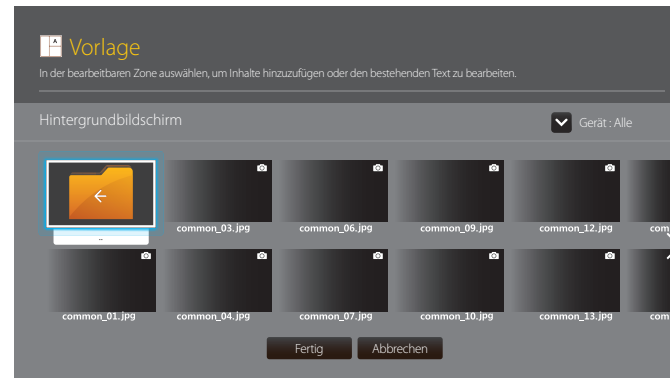 A
Vorlage
In der bearbeitbaren Zone auswählen, um Inhalte hinzuzufügen oder den bestehenden Text zu bearbeiten.
Hintergrundbildschirm
Gerät : Alle
common_03.jpg common_06.jpg common_09.jpg common_12.jpg com
..
common_01.jpg common_04.jpg common_07.jpg common_10.jpg common_13.jpg com
Fertig Abbrechen